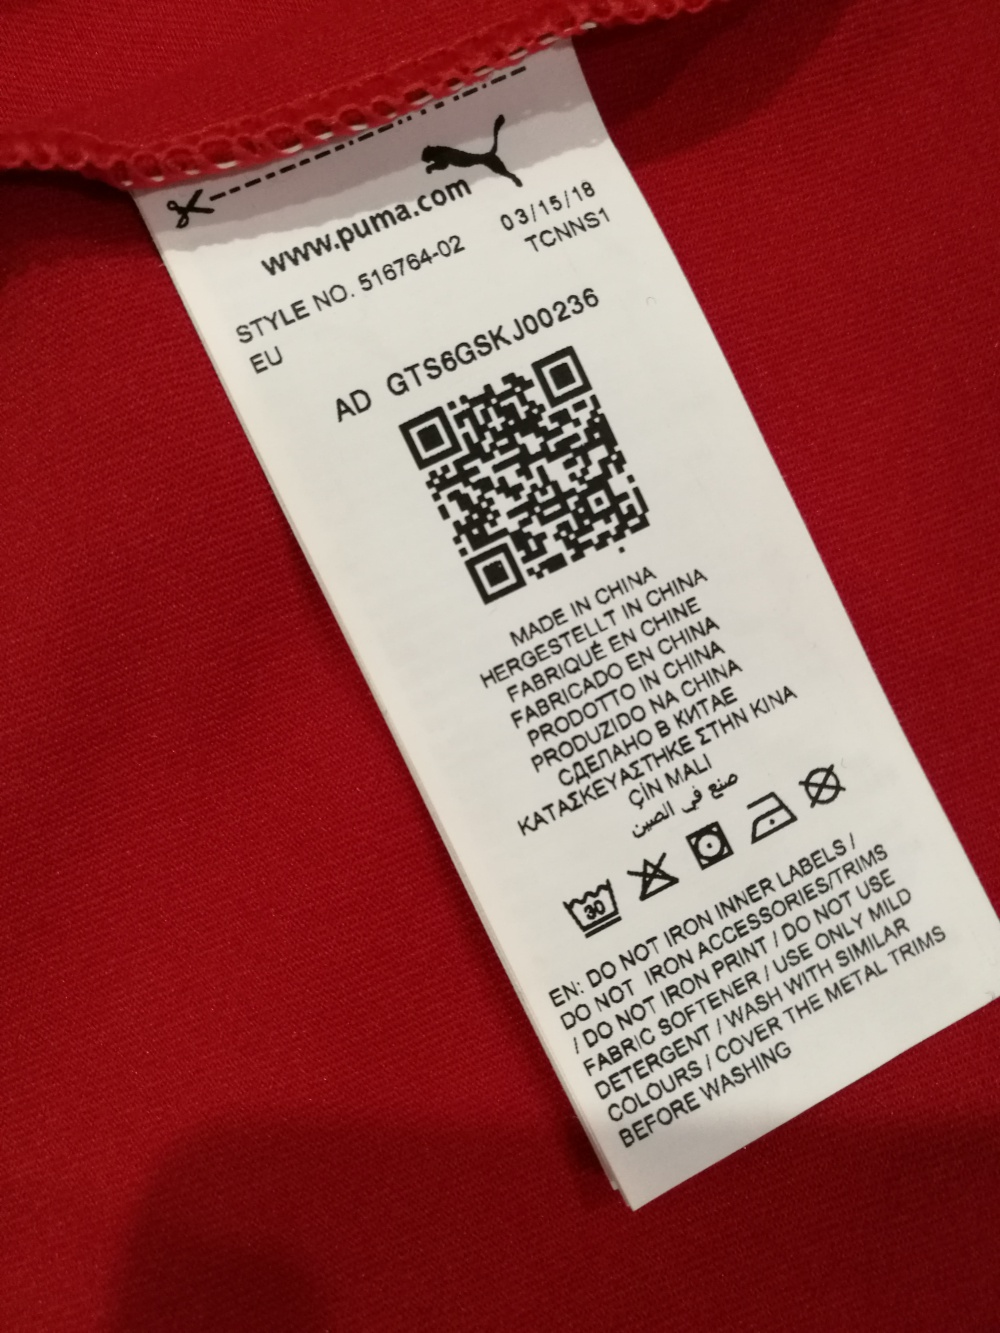 www.puma.com
STYLE NO. 516764-02 03/15/18
EU TCNNS1
AD GTS6GSKJ00236
MADE IN CHINA
HERGESTELLT IN CHINA
FABRIQUÉ EN CHINE
FABRICADO EN CHINA
PRODOTTO IN CHINA
PRODUZIDO NA CHINA
СДЕЛАНО В КИТАЕ
ΚΑΤΑΣΚΕΥΑΣΤΗΚΕ ΣΤΗΝ ΚΙΝΑ
ÇİN MALI
صنع في الصين
30
EN: DO NOT IRON INNER LABELS /
DO NOT IRON ACCESSORIES/TRIMS
/ DO NOT IRON PRINT / DO NOT USE
FABRIC SOFTENER / USE ONLY MILD
DETERGENT / WASH WITH SIMILAR
COLOURS / COVER THE METAL TRIMS
BEFORE WASHING